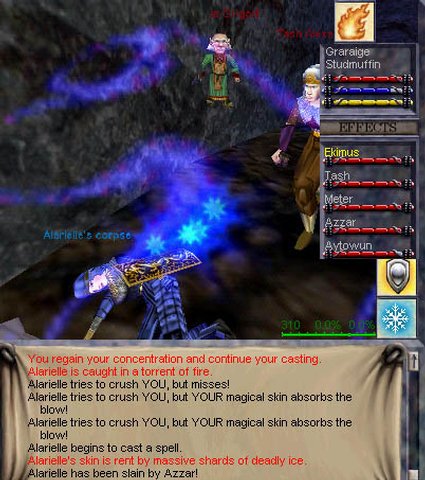 Graraige
Studmuffin
EFFECTS
Ekimus
Tash
Meter
Azzar
Avtowun
Alarielle's corpse
310 0.0% 0.0%
You regain your concentration and continue your casting.
Alarielle is caught in a torrent of fire.
Alarielle tries to crush YOU, but misses!
Alarielle tries to crush YOU, but YOUR magical skin absorbs the
blow!
Alarielle tries to crush YOU, but YOUR magical skin absorbs the
blow!
Alarielle begins to cast a spell.
Alarielle's skin is rent by massive shards of deadly ice.
Alarielle has been slain by Azzar!